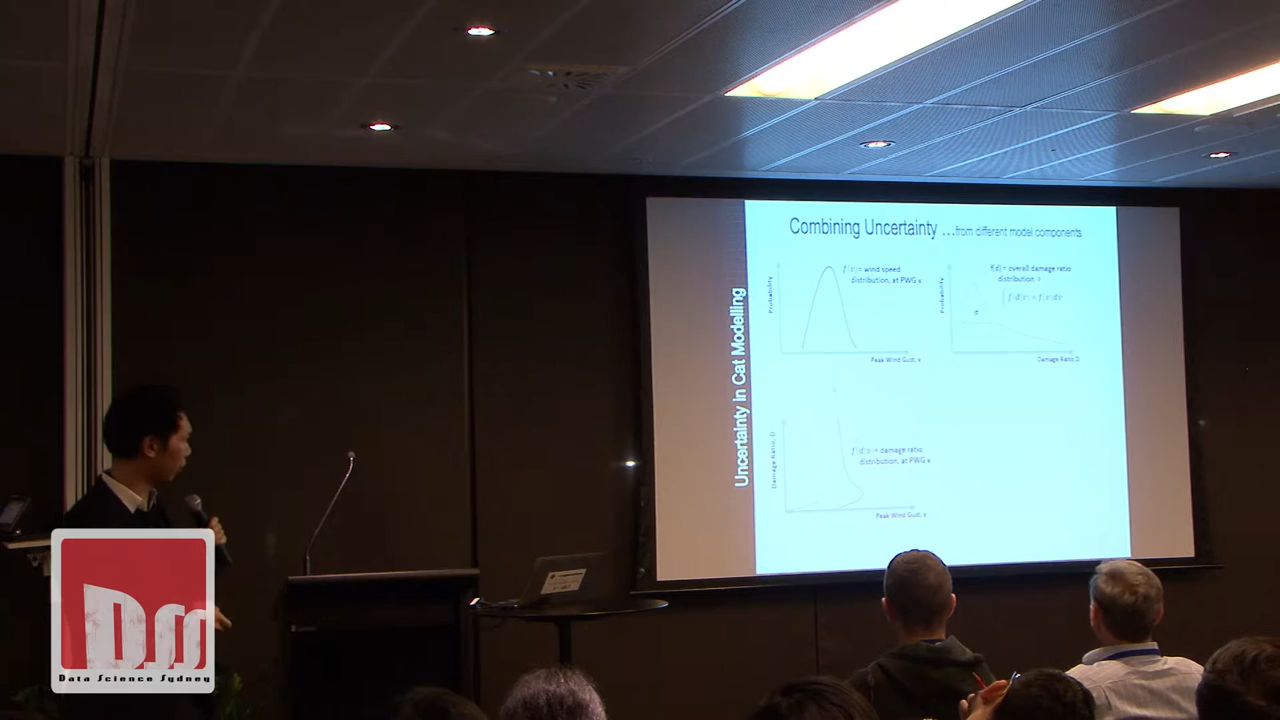 Combining Uncertainty ...from different model components
Uncertainty in Cat Modelling
Probability
f(v)= wind speed
distribution, at PWG v
Peak Wind Gust, v
Probability
f(d) = overall damage ratio
distribution =
Damage Ratio, D
Damage Ratio, D
f(d|v)= damage ratio
distribution, at PWG v
Peak Wind Gust, v
DSS
Data Science Sydney